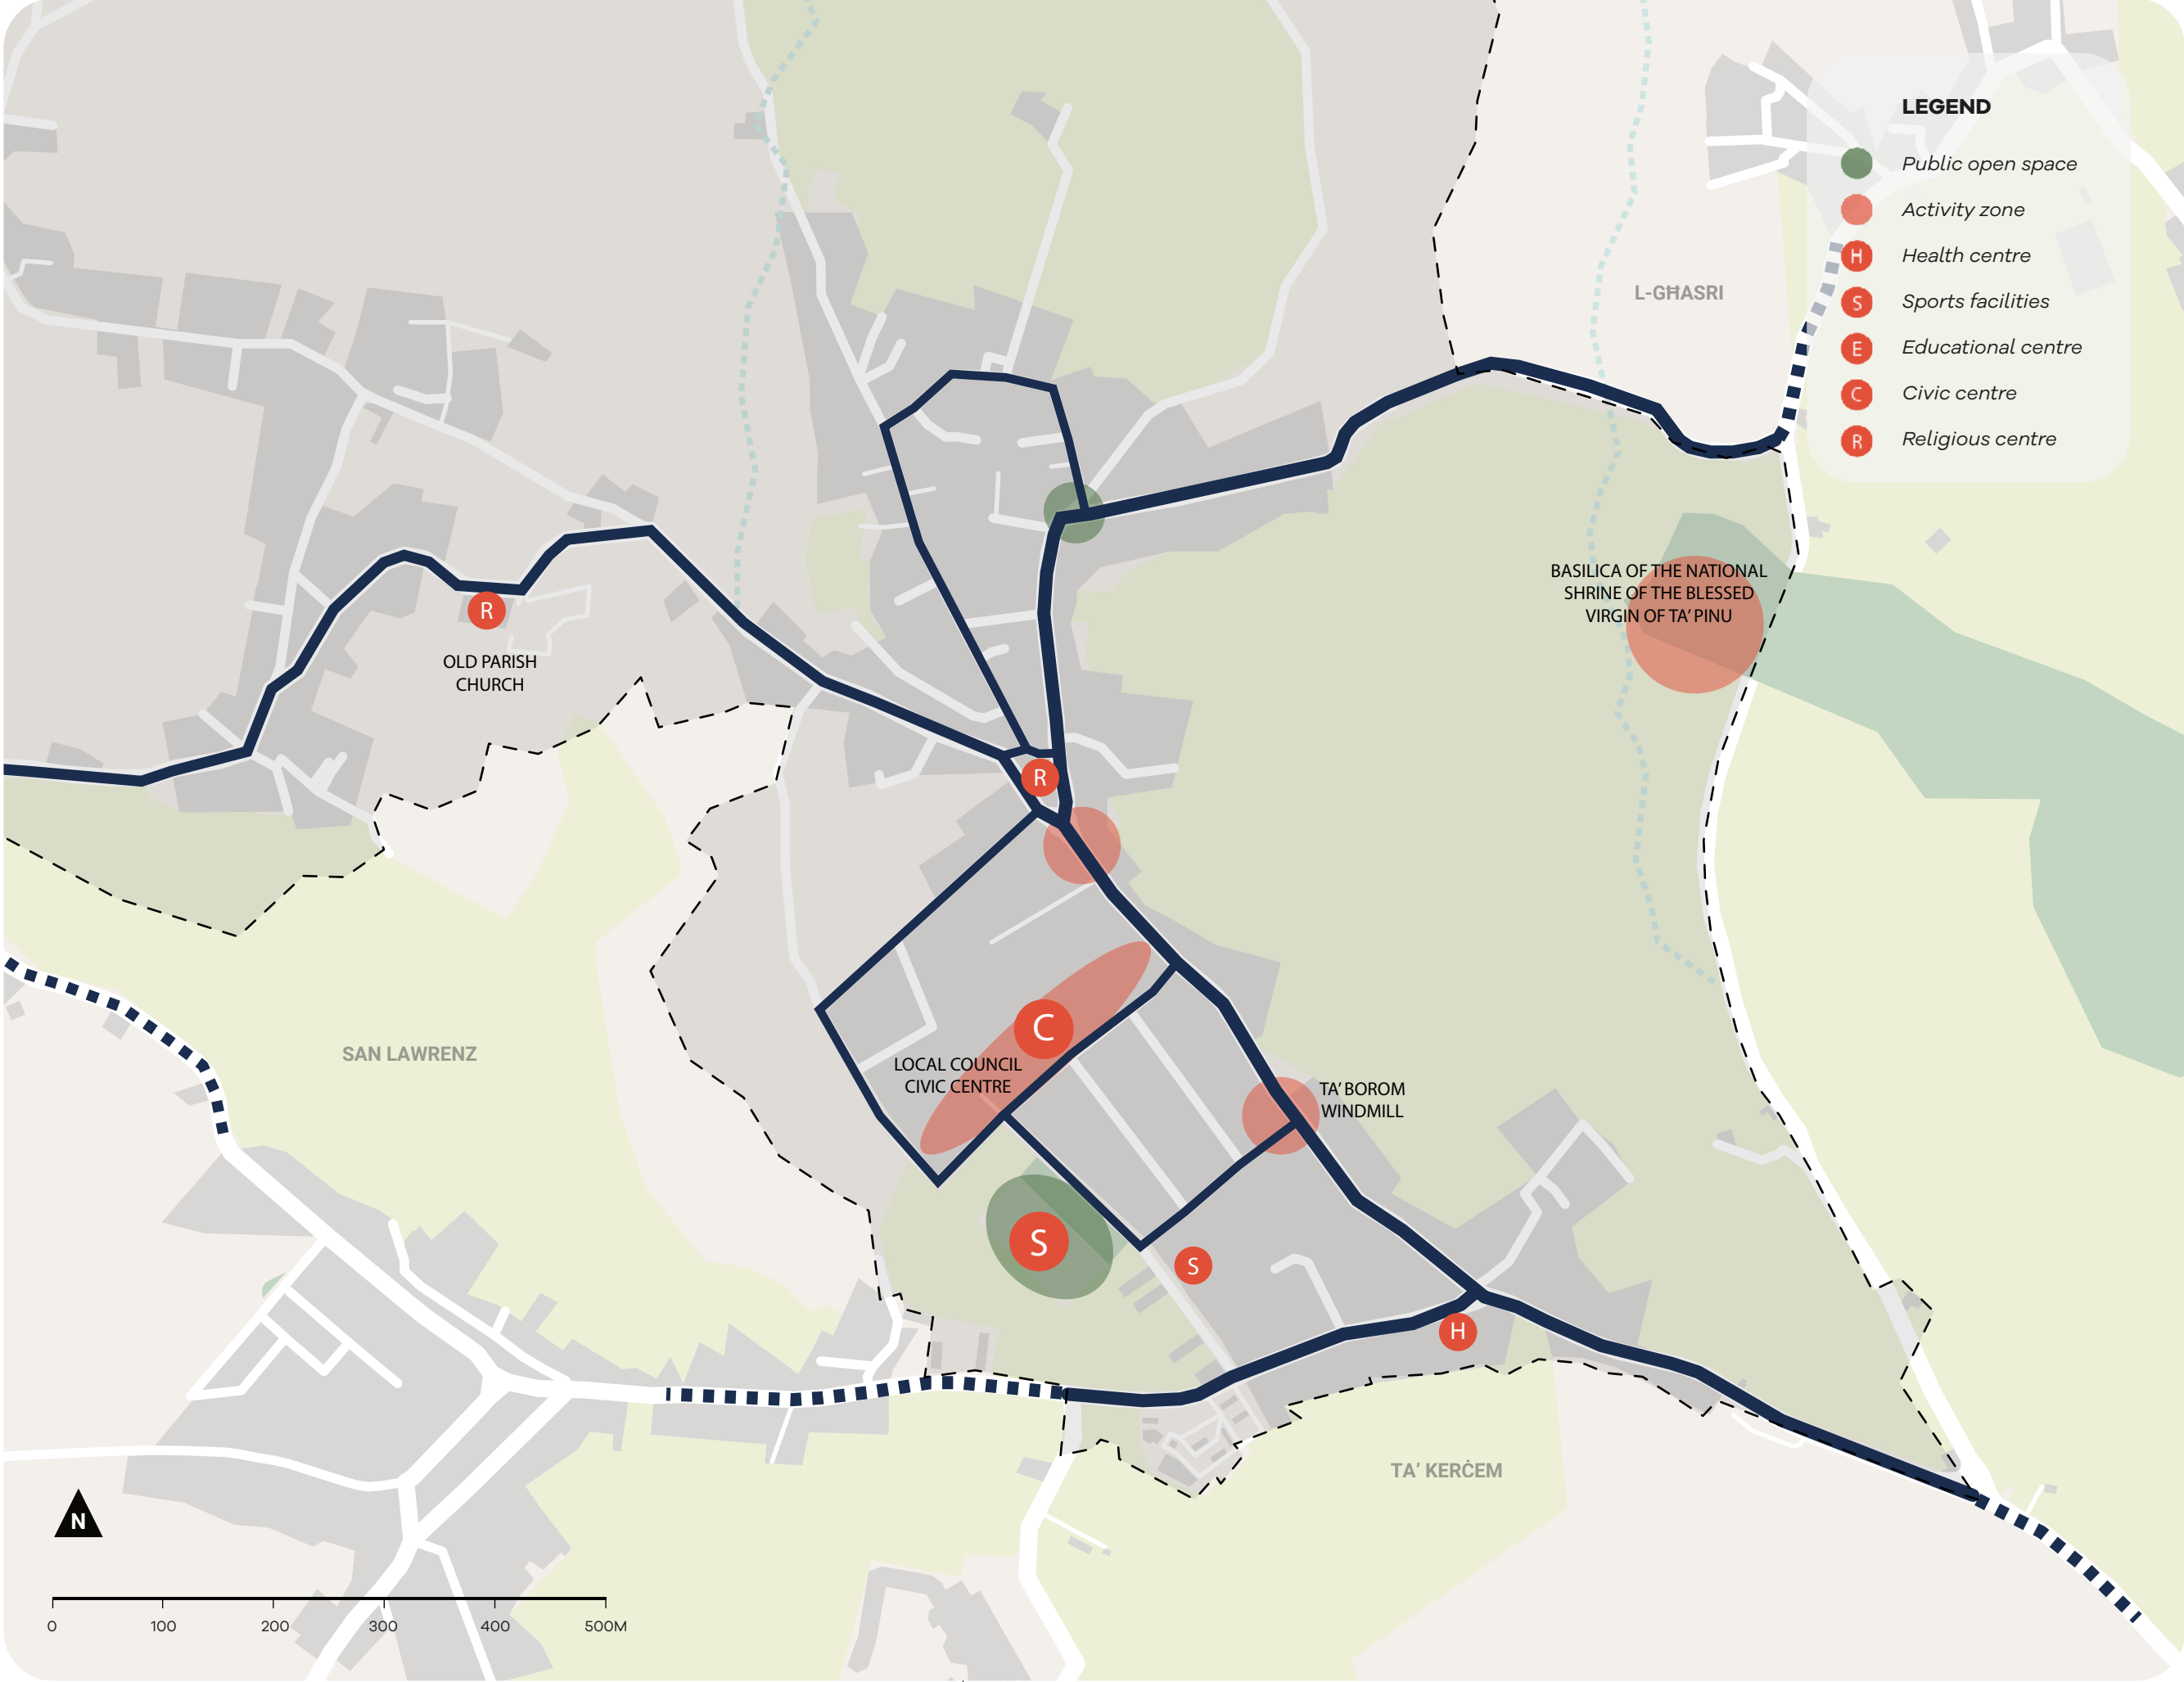 LEGEND
Public open space
Activity zone
H Health centre
S Sports facilities
E Educational centre
C Civic centre
R Religious centre
L-GĦASRI
BASILICA OF THE NATIONAL
SHRINE OF THE BLESSED
VIRGIN OF TA' PINU
R
OLD PARISH
CHURCH
R
C
SAN LAWRENZ
LOCAL COUNCIL
CIVIC CENTRE
TA' BOROM
WINDMILL
S
S
H
TA' KERĊEM
N
0 100 200 300 400 500M